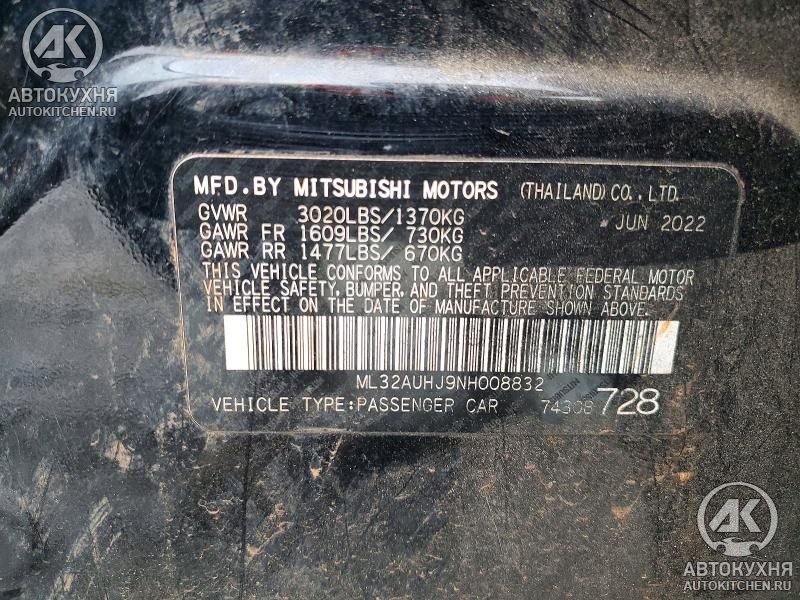 AK
АВТОКУХНЯ
AUTOKITCHEN.RU
MFD.BY MITSUBISHI MOTORS (THAILAND) CO., LTD.
GVWR 3020LBS/1370KG JUN 2022
GAWR FR 1609LBS/ 730KG
GAWR RR 1477LBS/ 670KG
THIS VEHICLE CONFORMS TO ALL APPLICABLE FEDERAL MOTOR
VEHICLE SAFETY, BUMPER, AND THEFT PREVENTION STANDARDS
IN EFFECT ON THE DATE OF MANUFACTURE SHOWN ABOVE.
ML32AUHJ9NH008832
VEHICLE TYPE:PASSENGER CAR 74308 728
AK
АВТОКУХНЯ
AUTOKITCHEN.RU